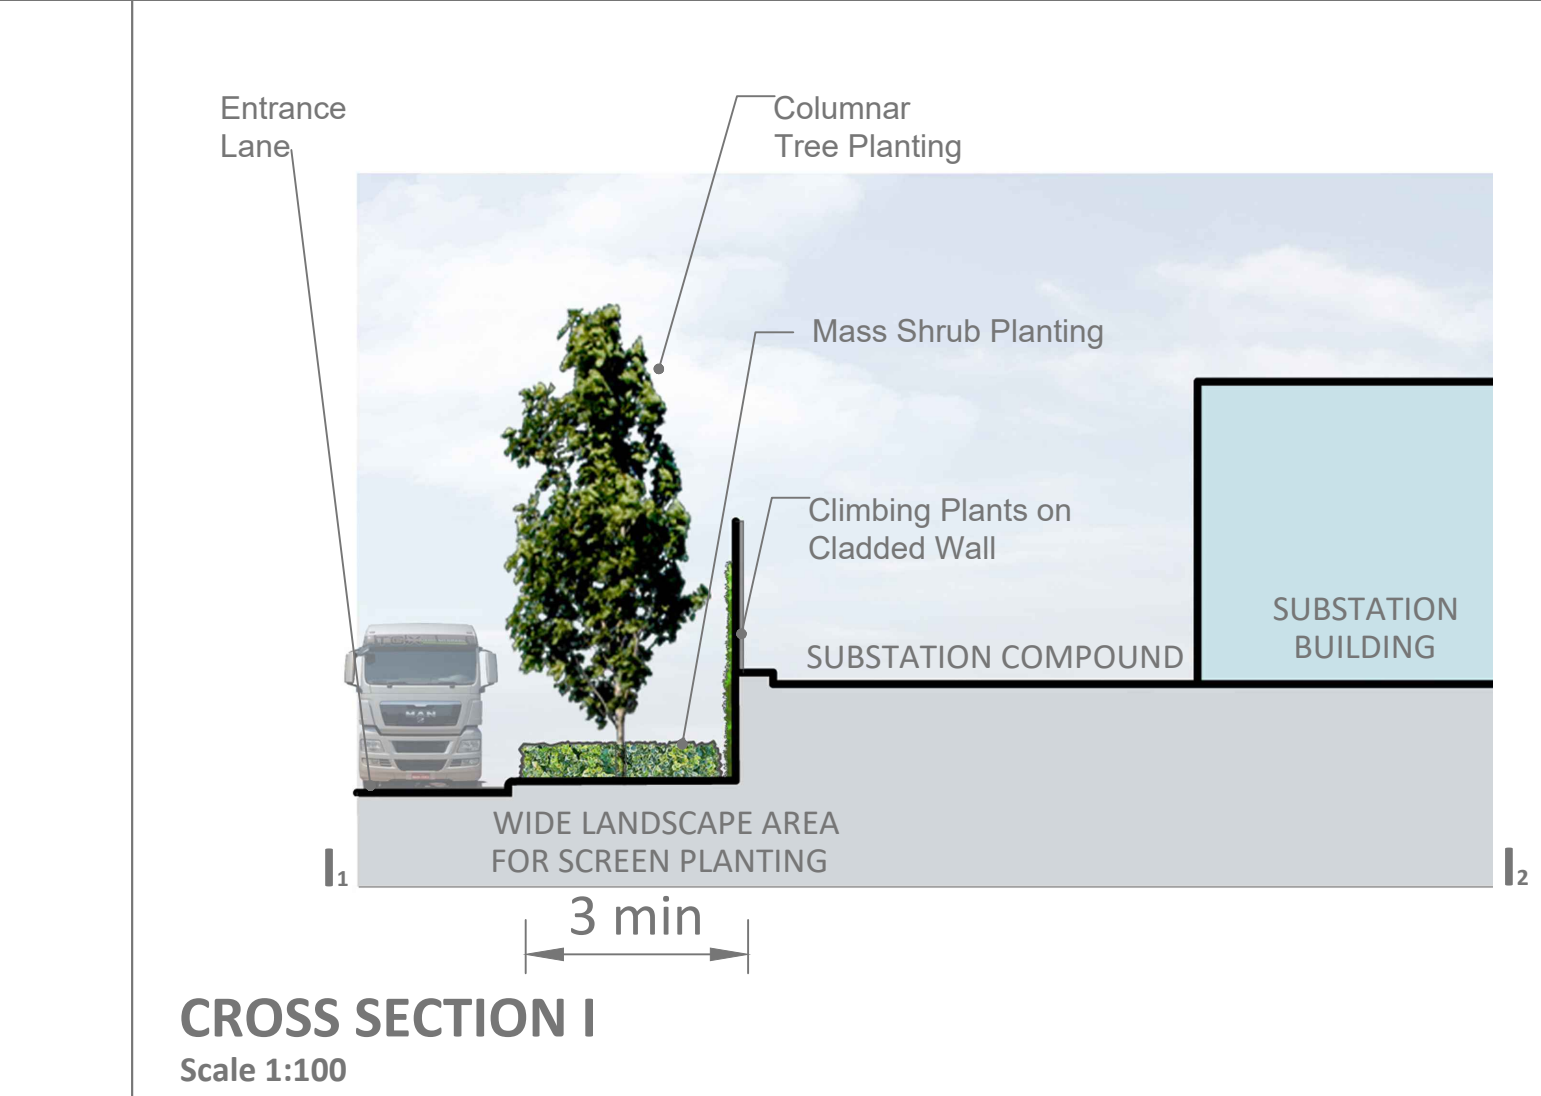 Entrance
Lane
Columnar
Tree Planting
Mass Shrub Planting
Climbing Plants on
Cladded Wall
SUBSTATION
BUILDING
SUBSTATION COMPOUND
MAN
WIDE LANDSCAPE AREA
FOR SCREEN PLANTING
I1
I2
3 min
CROSS SECTION I
Scale 1:100